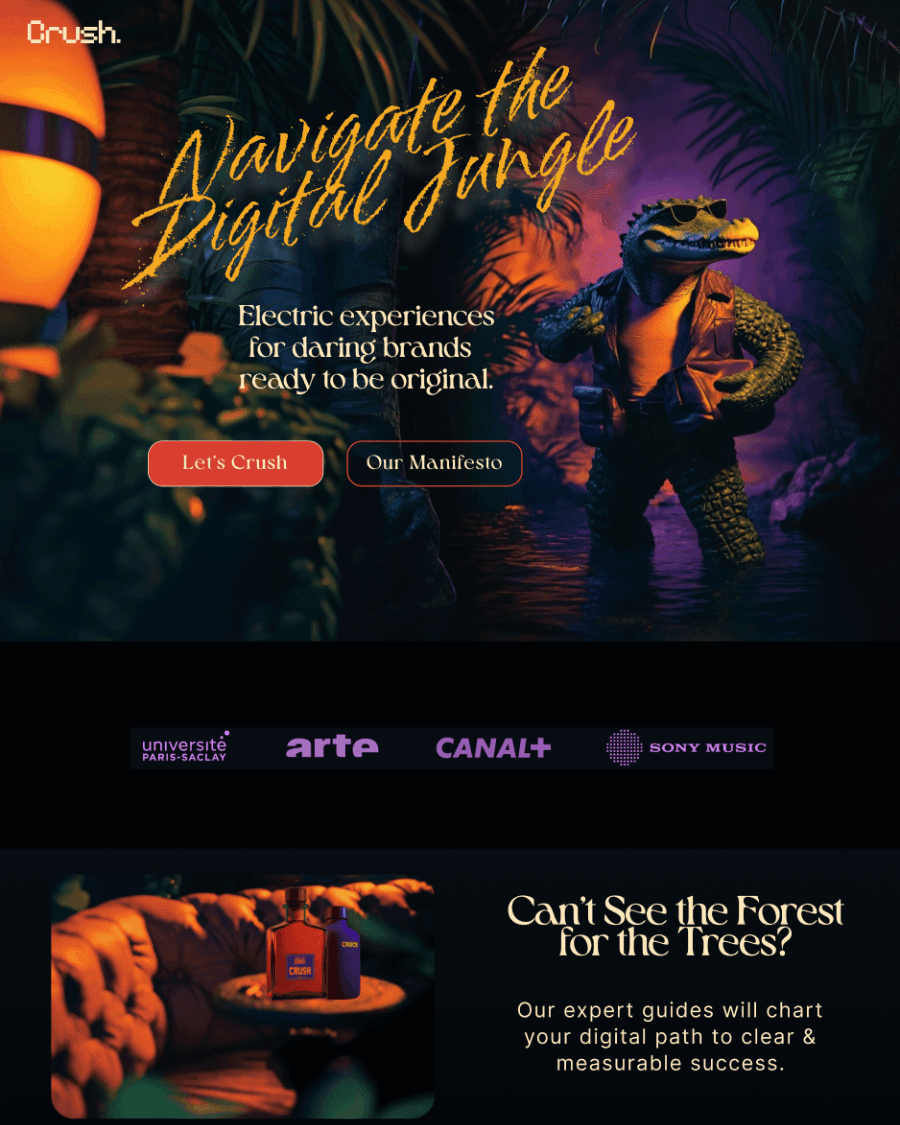 Crush.
Navigate the
Digital Jungle
Electric experiences
for daring brands
ready to be original.
Let's Crush
Our Manifesto
université
PARIS-SACLAY
arte
CANAL+
SONY MUSIC
CRUSH
Can't See the Forest
for the Trees?
Our expert guides will chart
your digital path to clear &
measurable success.